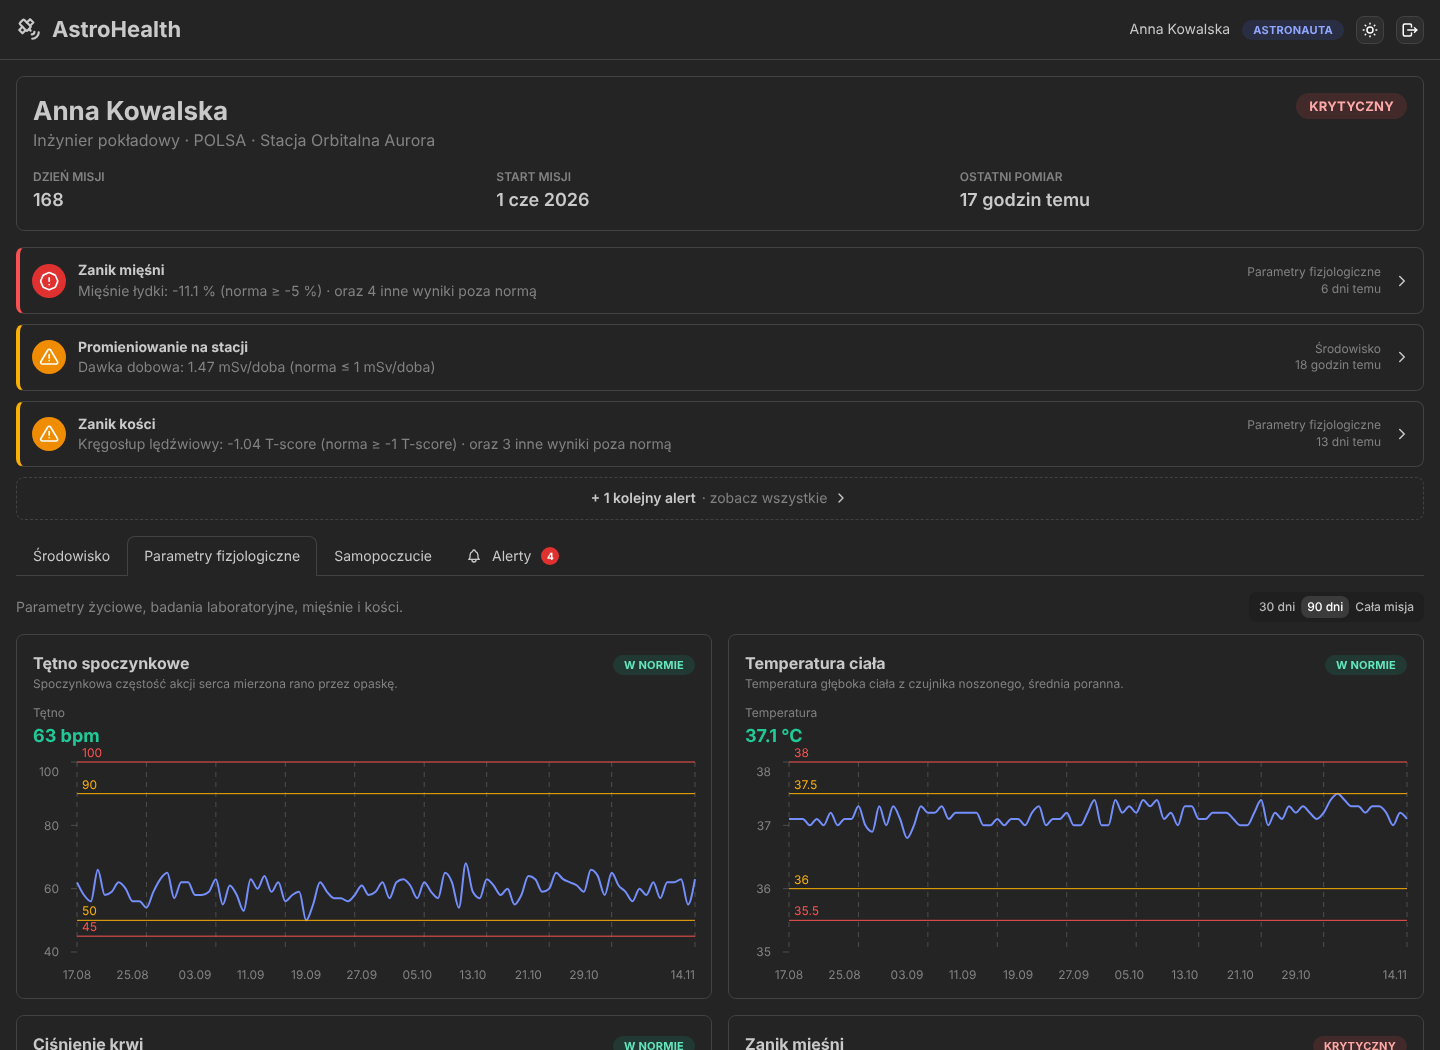 AstroHealth
Anna Kowalska ASTRONAUTA
Anna Kowalska
KRYTYCZNY
Inżynier pokładowy · POLSA · Stacja Orbitalna Aurora
DZIEŃ MISJI
168
START MISJI
1 cze 2026
OSTATNI POMIAR
17 godzin temu
Zanik mięśni
Mięśnie łydki: -11.1 % (norma ≥ -5 %) · oraz 4 inne wyniki poza normą
Parametry fizjologiczne
6 dni temu
Promieniowanie na stacji
Dawka dobowa: 1.47 mSv/doba (norma ≤ 1 mSv/doba)
Środowisko
18 godzin temu
Zanik kości
Kręgosłup lędźwiowy: -1.04 T-score (norma ≥ -1 T-score) · oraz 3 inne wyniki poza normą
Parametry fizjologiczne
13 dni temu
+ 1 kolejny alert · zobacz wszystkie
Środowisko Parametry fizjologiczne Samopoczucie Alerty 4
Parametry życiowe, badania laboratoryjne, mięśnie i kości.
30 dni 90 dni Cała misja
Tętno spoczynkowe
W NORMIE
Spoczynkowa częstość akcji serca mierzona rano przez opaskę.
Tętno
63 bpm
100
100
90
80
60
50
45
40
17.08 25.08 03.09 11.09 19.09 27.09 05.10 13.10 21.10 29.10 14.11
Temperatura ciała
W NORMIE
Temperatura głęboka ciała z czujnika noszonego, średnia poranna.
Temperatura
37.1 °C
38
38
37.5
37
36
36
35.5
35
17.08 25.08 03.09 11.09 19.09 27.09 05.10 13.10 21.10 29.10 14.11
Ciśnienie krwi
W NORMIE
Zanik mięśni
KRYTYCZNY